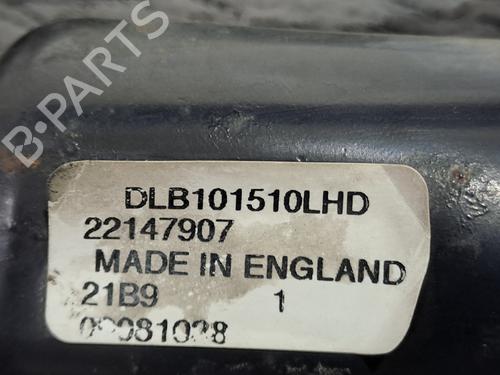 B-PARTS
DLB101510LHD
22147907
MADE IN ENGLAND
21B9 1